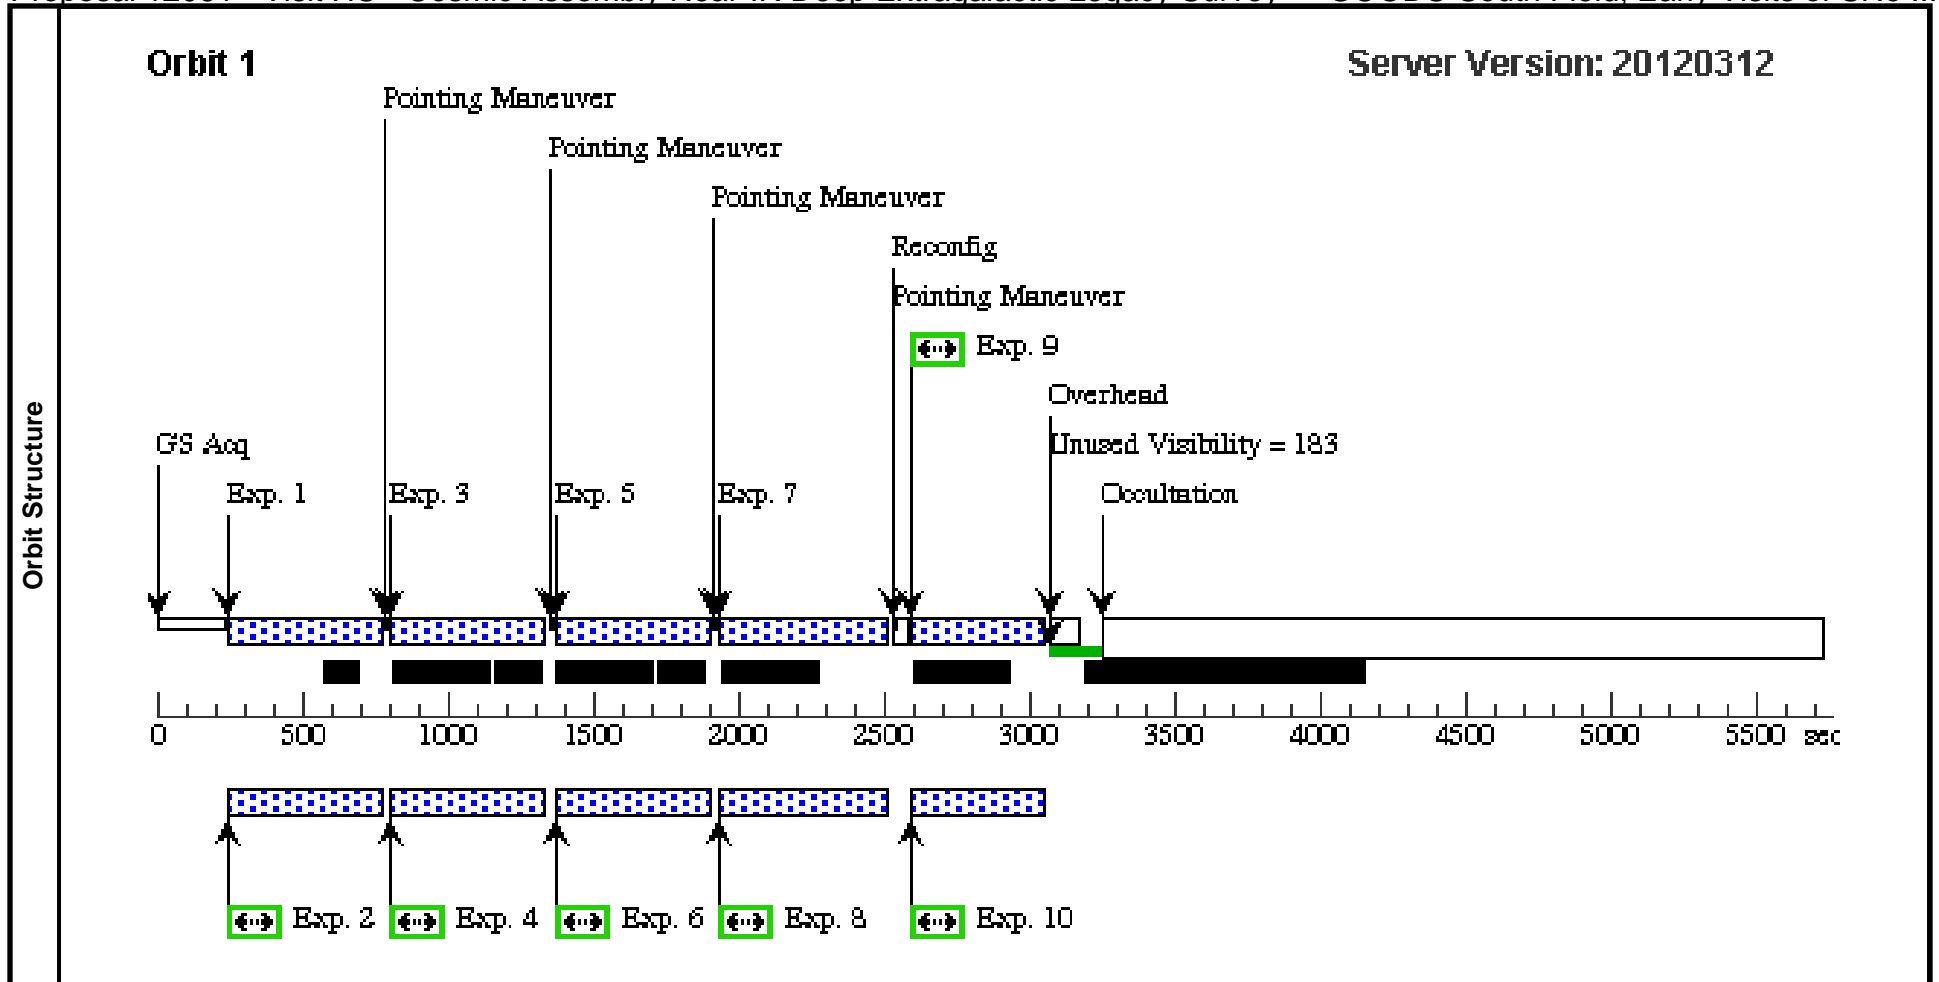 Orbit 1
Server Version: 20120312
Pointing Maneuver
Pointing Maneuver
Pointing Maneuver
Reconfig
Pointing Maneuver
Exp. 9
Overhead
GS Acq
Unused Visibility = 183
Exp. 1
Exp. 3
Exp. 5
Exp. 7
Occultation
Orbit Structure
0 500 1000 1500 2000 2500 3000 3500 4000 4500 5000 5500 sec
Exp. 2
Exp. 4
Exp. 6
Exp. 8
Exp. 10